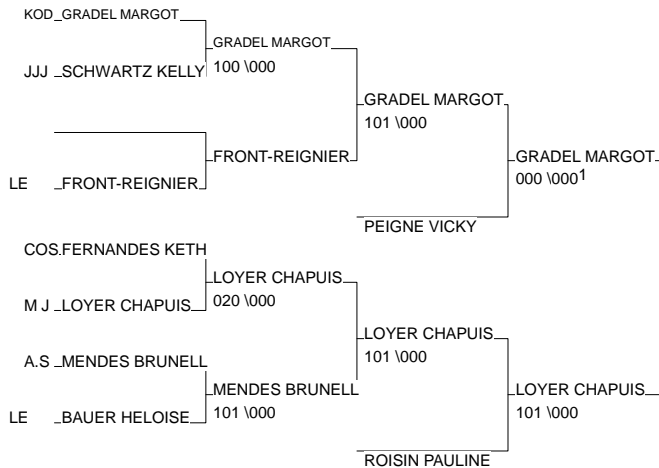 KOD GRADEL MARGOT
GRADEL MARGOT
100 \000
JJJ SCHWARTZ KELLY
GRADEL MARGOT
101 \000
FRONT-REIGNIER
LE FRONT-REIGNIER
GRADEL MARGOT
000 \000 1
PEIGNE VICKY
COS. FERNANDES KETH
LOYER CHAPUIS
020 \000
M J LOYER CHAPUIS
LOYER CHAPUIS
101 \000
A.S MENDES BRUNELL
MENDES BRUNELL
101 \000
LE BAUER HELOISE
LOYER CHAPUIS
101 \000
ROISIN PAULINE